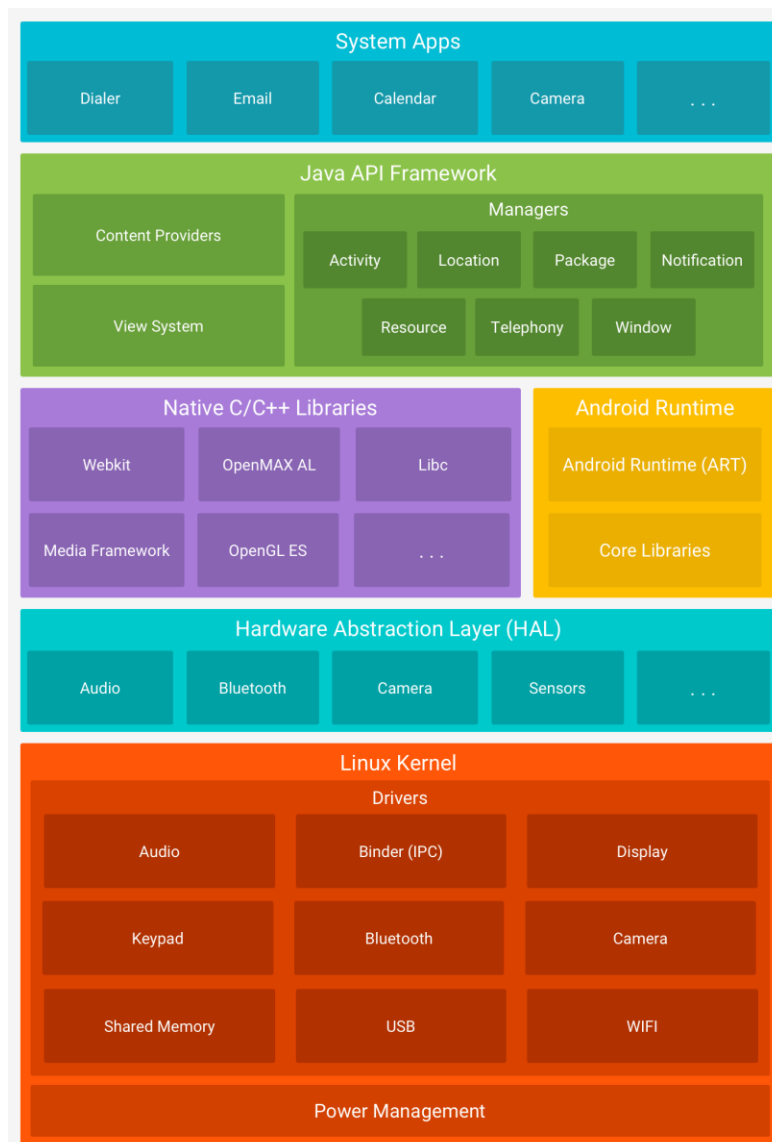 System Apps
Dialer
Email
Calendar
Camera
. . .
Java API Framework
Content Providers
View System
Managers
Activity
Location
Package
Notification
Resource
Telephony
Window
Native C/C++ Libraries
Webkit
OpenMAX AL
Libc
Media Framework
OpenGL ES
. . .
Android Runtime
Android Runtime (ART)
Core Libraries
Hardware Abstraction Layer (HAL)
Audio
Bluetooth
Camera
Sensors
. . .
Linux Kernel
Drivers
Audio
Binder (IPC)
Display
Keypad
Bluetooth
Camera
Shared Memory
USB
WIFI
Power Management